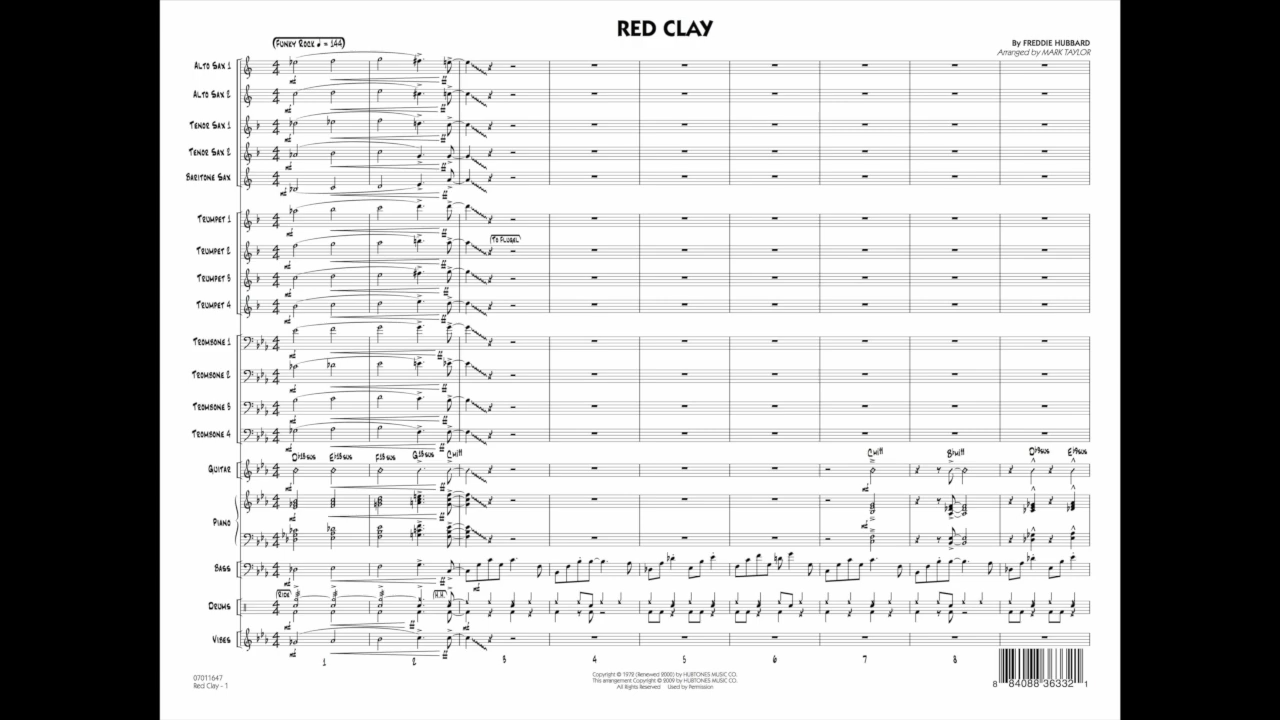 RED CLAY
FUNKY ROCK ♩ = 144
By FREDDIE HUBBARD
Arranged by MARK TAYLOR
ALTO SAX 1
ALTO SAX 2
TENOR SAX 1
TENOR SAX 2
BARITONE SAX
TRUMPET 1
TRUMPET 2
TO FLUGEL
TRUMPET 3
TRUMPET 4
TROMBONE 1
TROMBONE 2
TROMBONE 3
TROMBONE 4
GUITAR
PIANO
BASS
DRUMS
RIDE
H.H.
VIBES
1 2 3 4 5 6 7 8
07011647
Red Clay - 1
Copyright © 1972 (Renewed 2000) by HUBTONES MUSIC CO.
This arrangement Copyright © 2009 by HUBTONES MUSIC CO.
All Rights Reserved Used by Permission
8 84088 36332 1